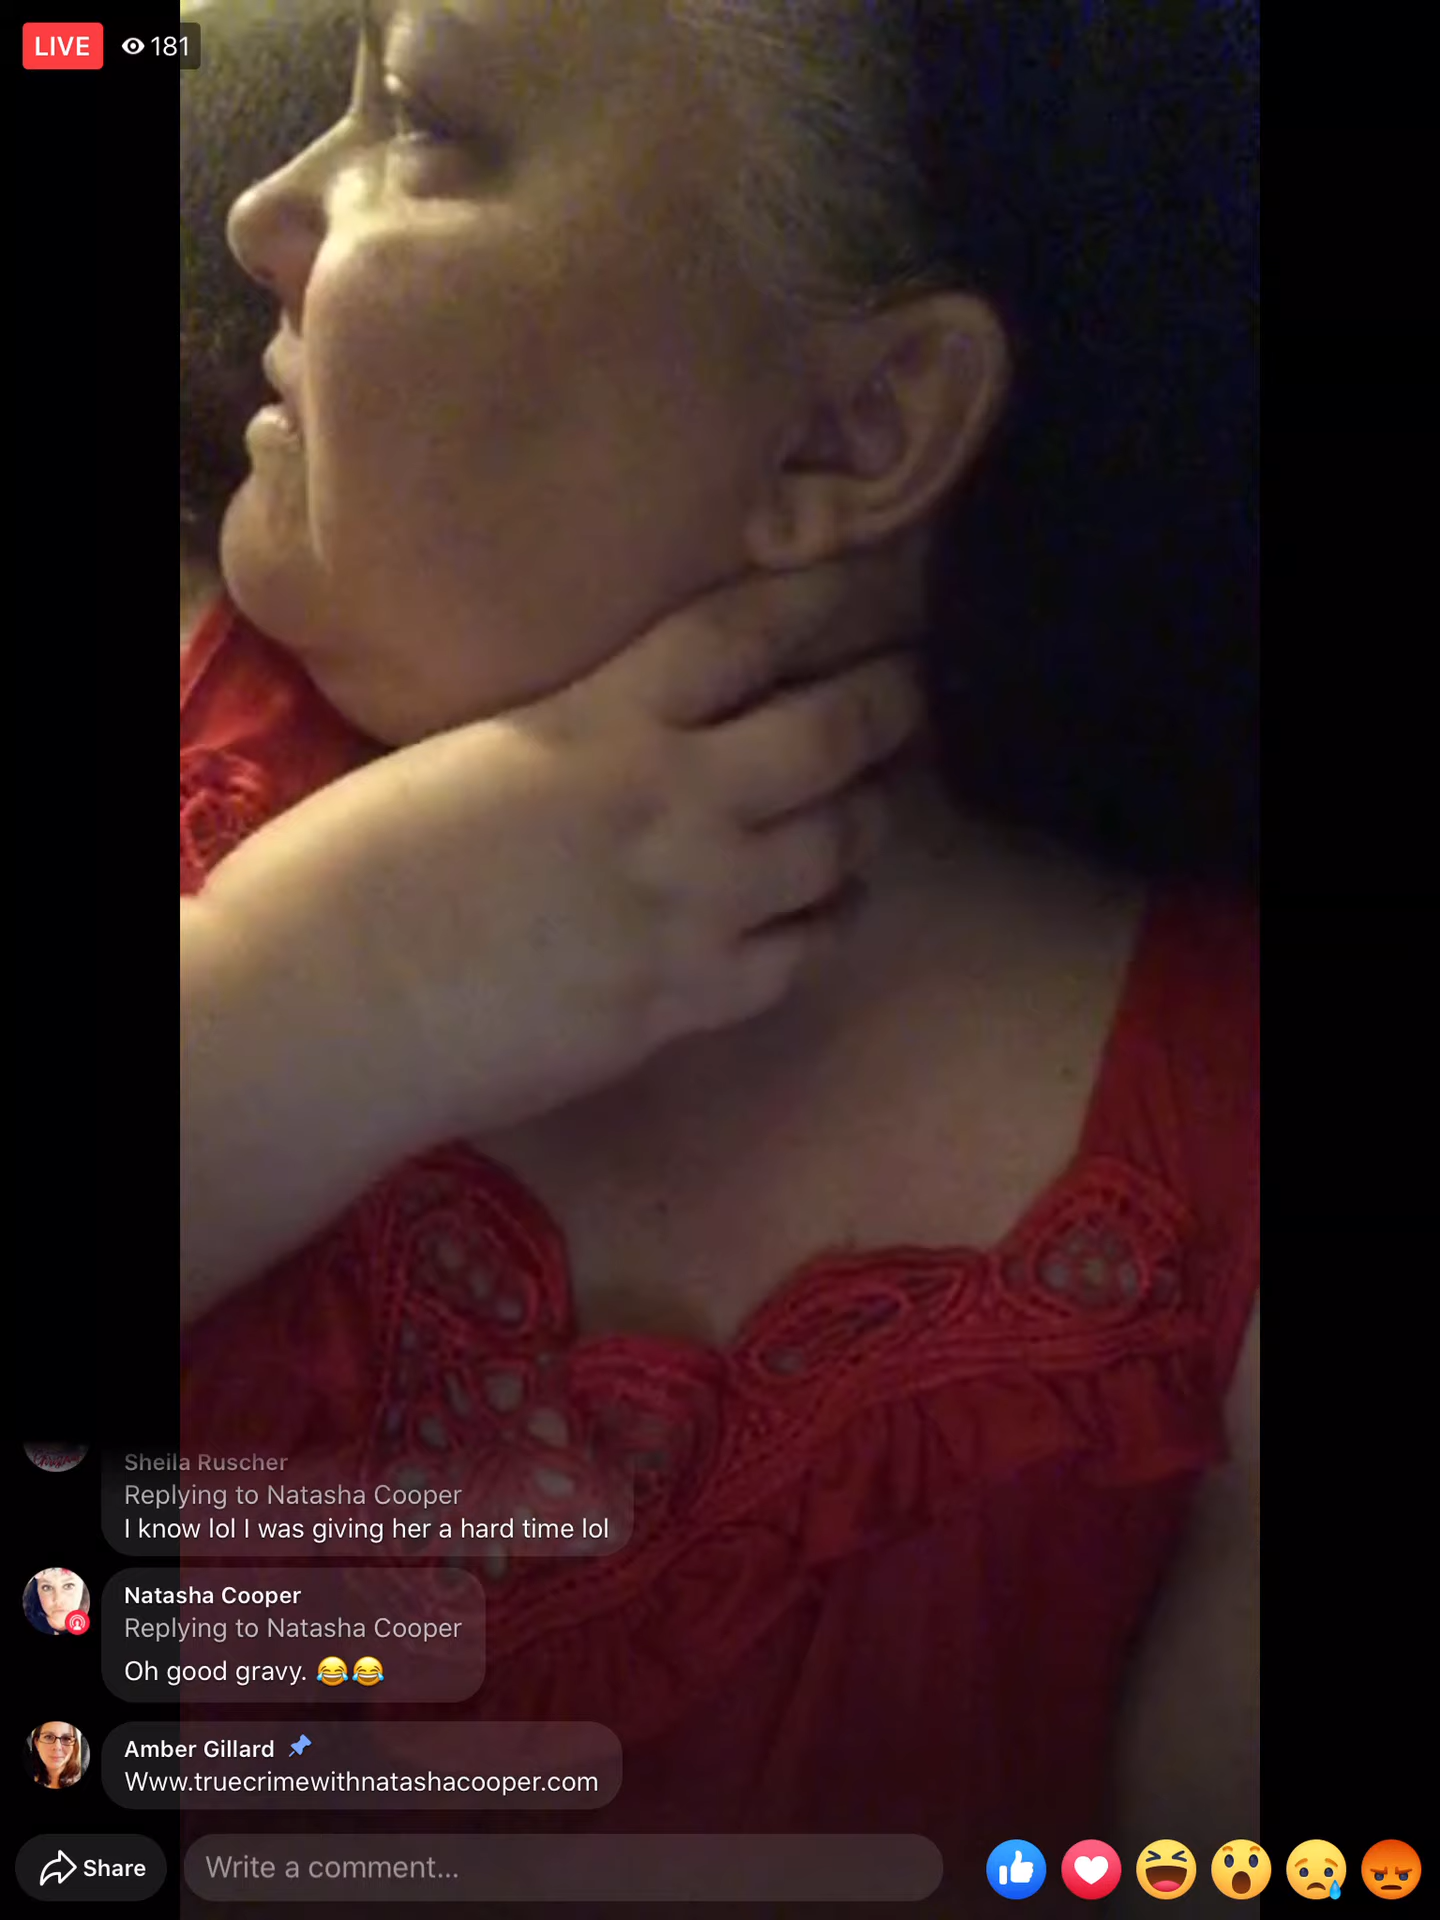 LIVE 181
Sheila Ruscher
Replying to Natasha Cooper
I know lol I was giving her a hard time lol
Natasha Cooper
Replying to Natasha Cooper
Oh good gravy. 😂😂
Amber Gillard
Www.truecrimewithnatashacooper.com
Share
Write a comment...